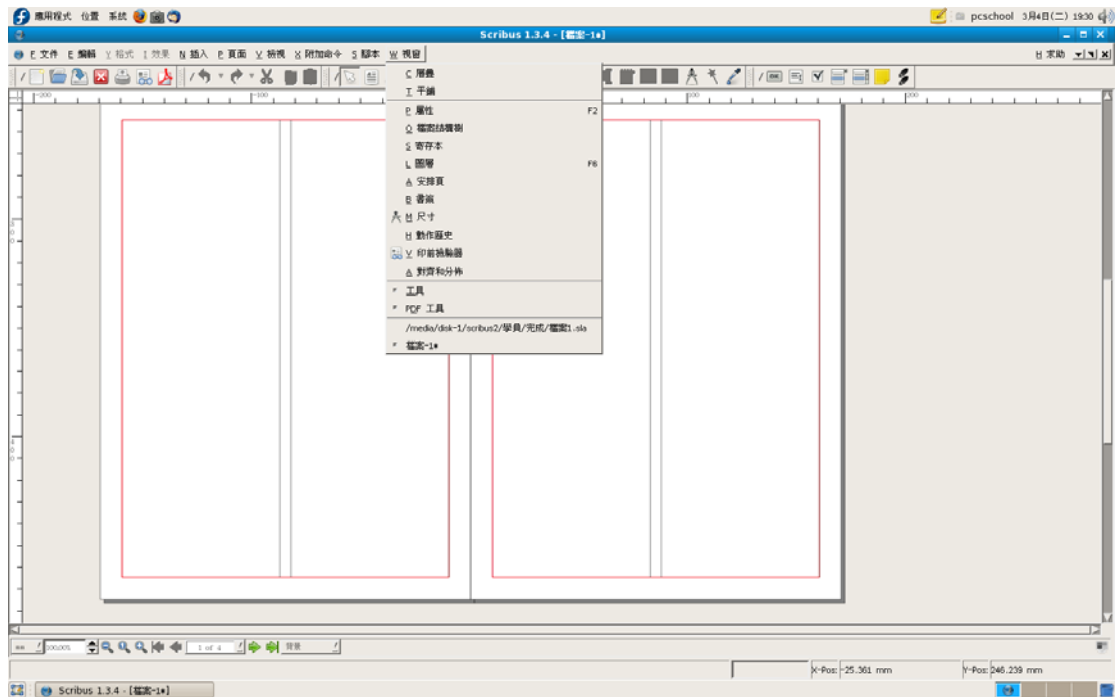 應用程式 位置 系統 pcschool 3月4日(二) 19:30
Scribus 1.3.4 - [檔案-1*]
F 文件 E 編輯 Y 格式 I 效果 N 插入 P 頁面 V 檢視 X 附加命令 S 腳本 W 視窗 H 求助
C 層疊
T 平鋪
P 屬性 F2
O 檔案結構樹
S 寄存本
L 圖層 F6
A 安排頁
B 書籤
M 尺寸
H 動作歷史
V 印前檢驗器
A 對齊和分佈
工具
PDF 工具
/media/disk-1/scribus2/學員/完成/檔案1.sla
檔案-1*
-200 -100 100 200
1 of 4 背景
X-Pos: -25.361 mm Y-Pos: 246.239 mm
Scribus 1.3.4 - [檔案-1*]